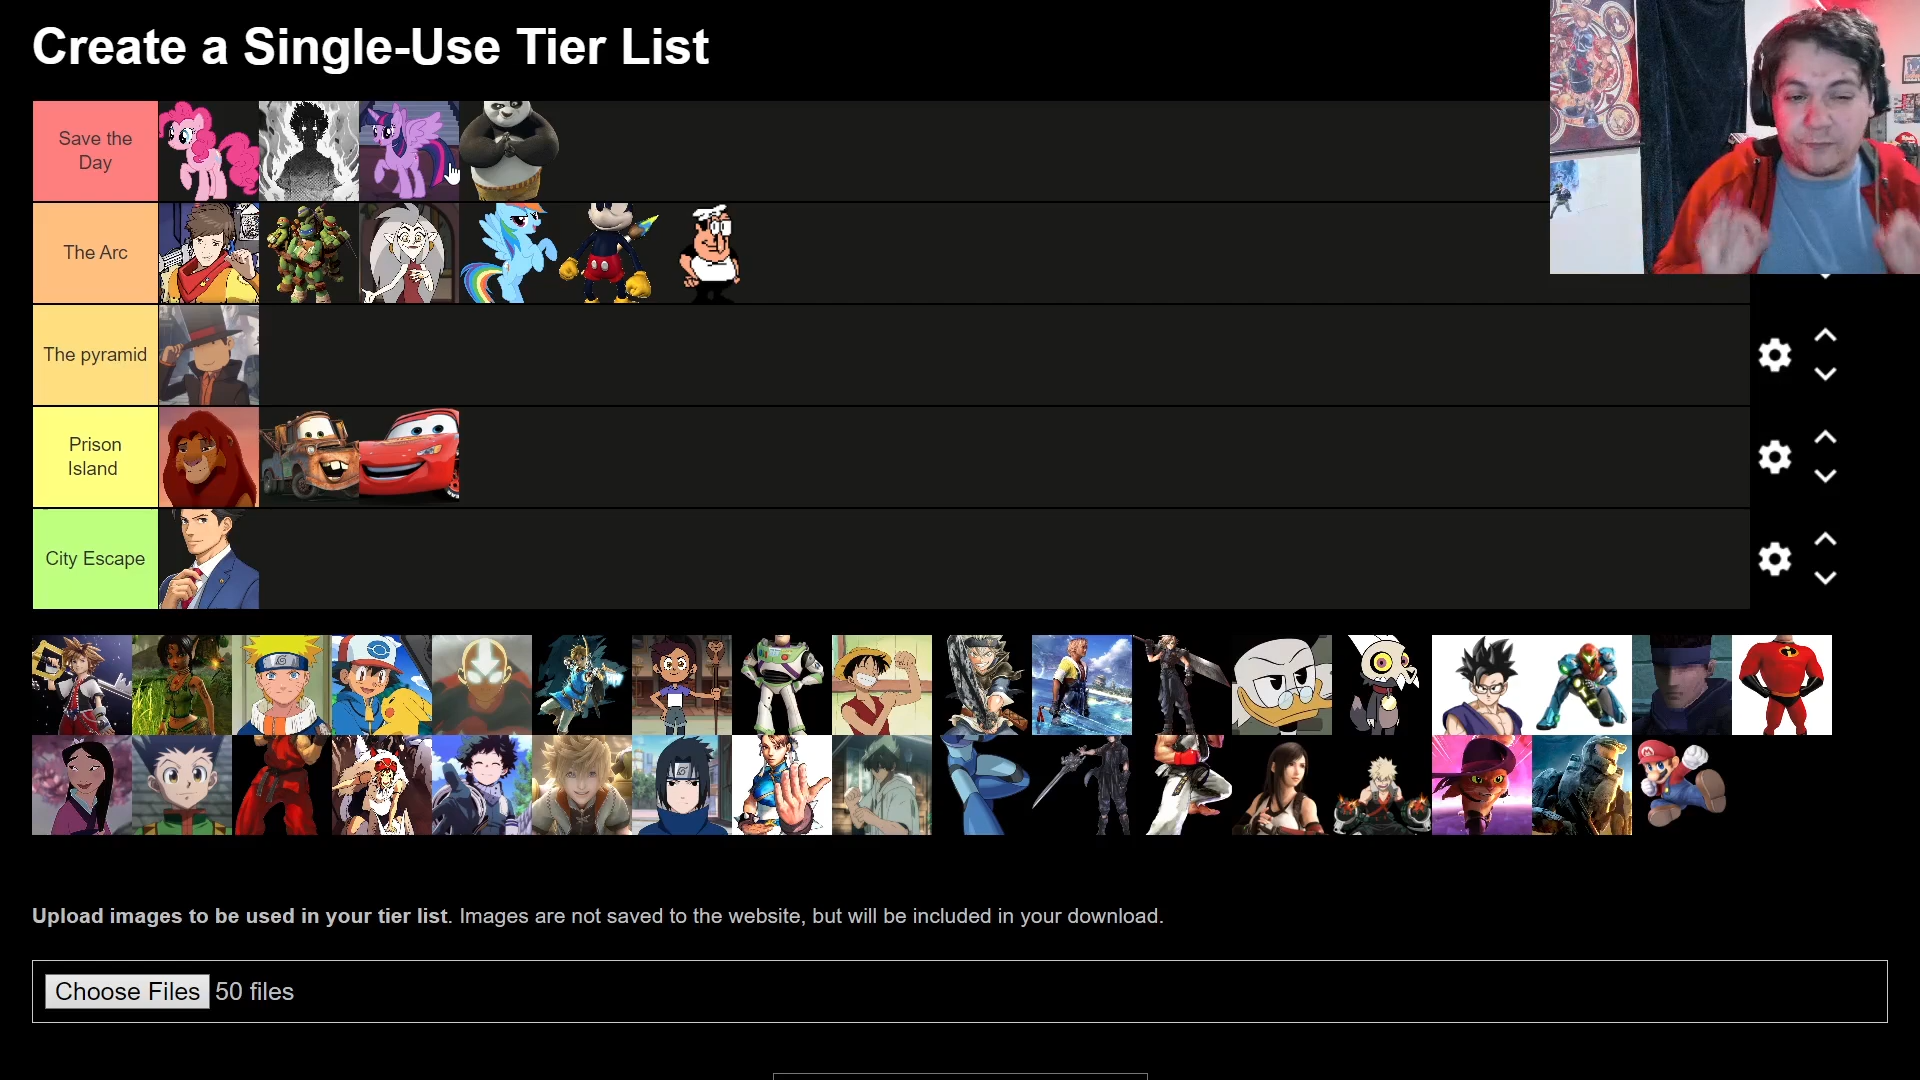 Create a Single-Use Tier List
Save the
Day
The Arc
The pyramid
Prison
Island
City Escape
Upload images to be used in your tier list. Images are not saved to the website, but will be included in your download.
Choose Files 50 files